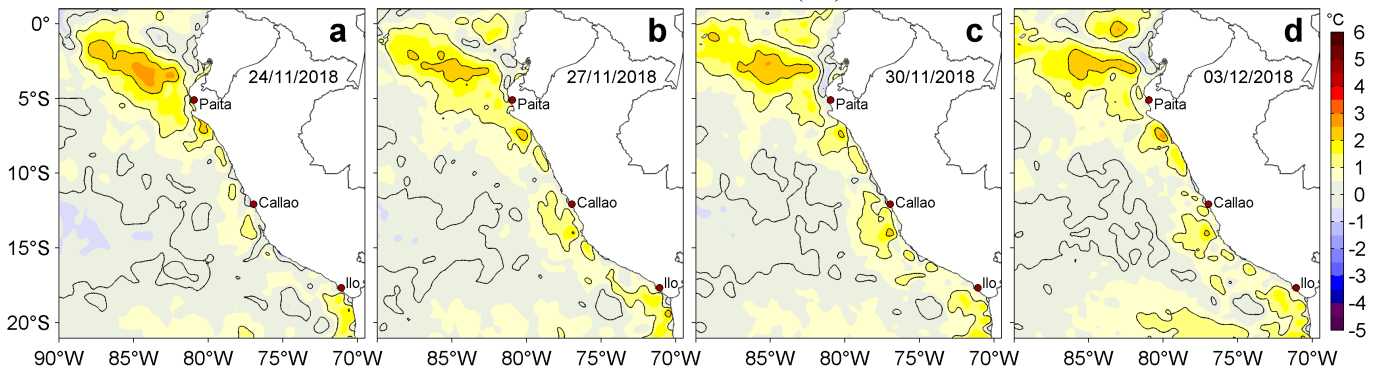 a
24/11/2018
Paita
Callao
Ilo
b
27/11/2018
Paita
Callao
Ilo
c
30/11/2018
Paita
Callao
Ilo
d
03/12/2018
Paita
Callao
Ilo
0°
5°S
10°S
15°S
20°S
90°W 85°W 80°W 75°W 70°W
85°W 80°W 75°W 70°W
85°W 80°W 75°W 70°W
85°W 80°W 75°W 70°W
°C
6
5
4
3
2
1
0
-1
-2
-3
-4
-5